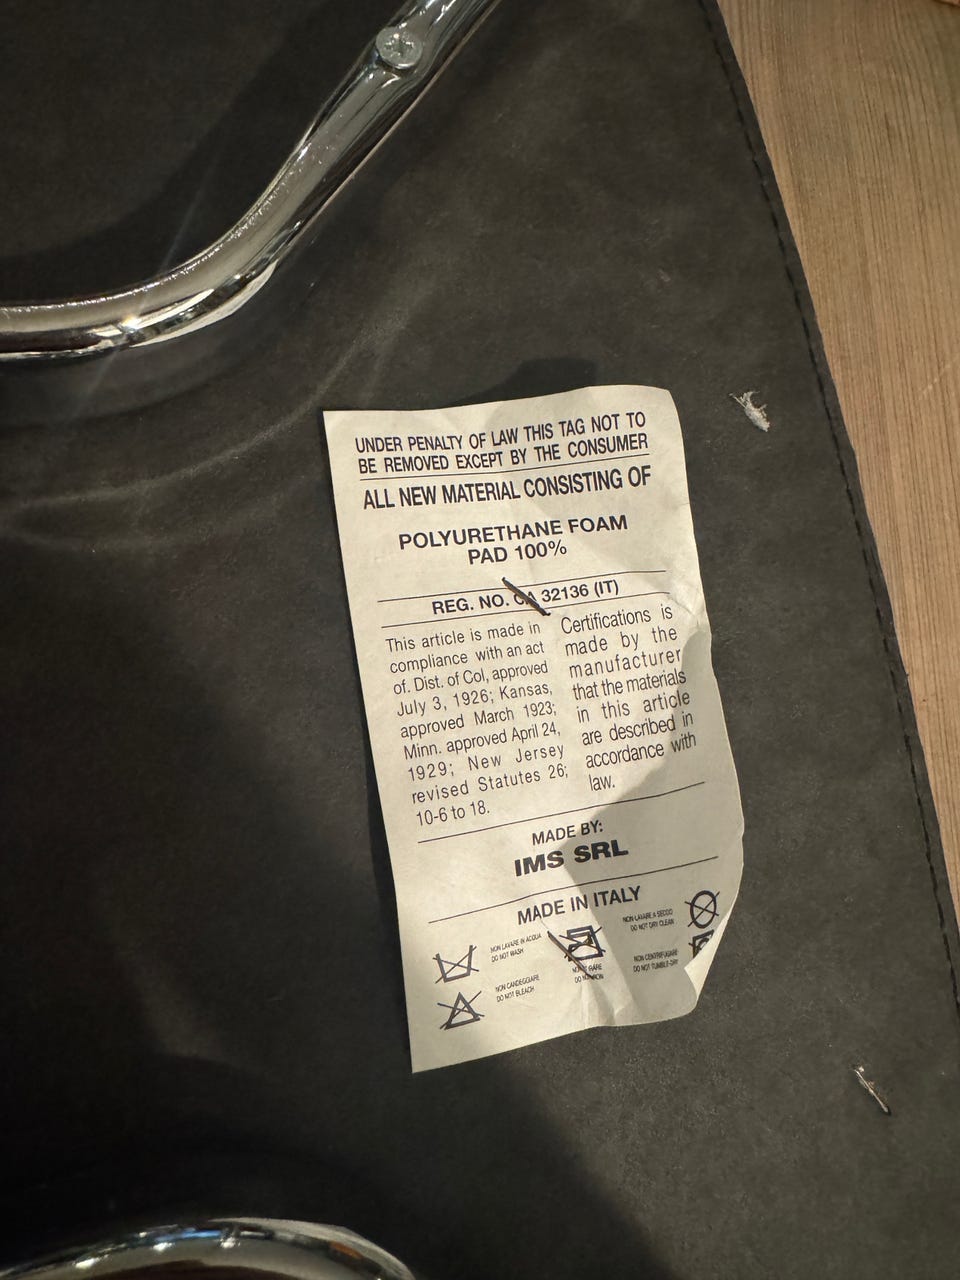 UNDER PENALTY OF LAW THIS TAG NOT TO
BE REMOVED EXCEPT BY THE CONSUMER
ALL NEW MATERIAL CONSISTING OF
POLYURETHANE FOAM
PAD 100%
REG. NO. CA 32136 (IT)
This article is made in
compliance with an act
of. Dist. of Col, approved
July 3, 1926; Kansas,
approved March 1923;
Minn. approved April 24,
1929; New Jersey
revised Statutes 26;
10-6 to 18.
Certifications is
made by the
manufacturer
that the materials
in this article
are described in
accordance with
law.
MADE BY:
IMS SRL
MADE IN ITALY
NON LAVARE IN ACQUA
DO NOT WASH
NON CANDEGGIARE
DO NOT BLEACH
DO NOT IRON
NON LAVARE A SECCO
DO NOT DRY CLEAN
NON CENTRIFUGARE
DO NOT TUMBLE-DRY